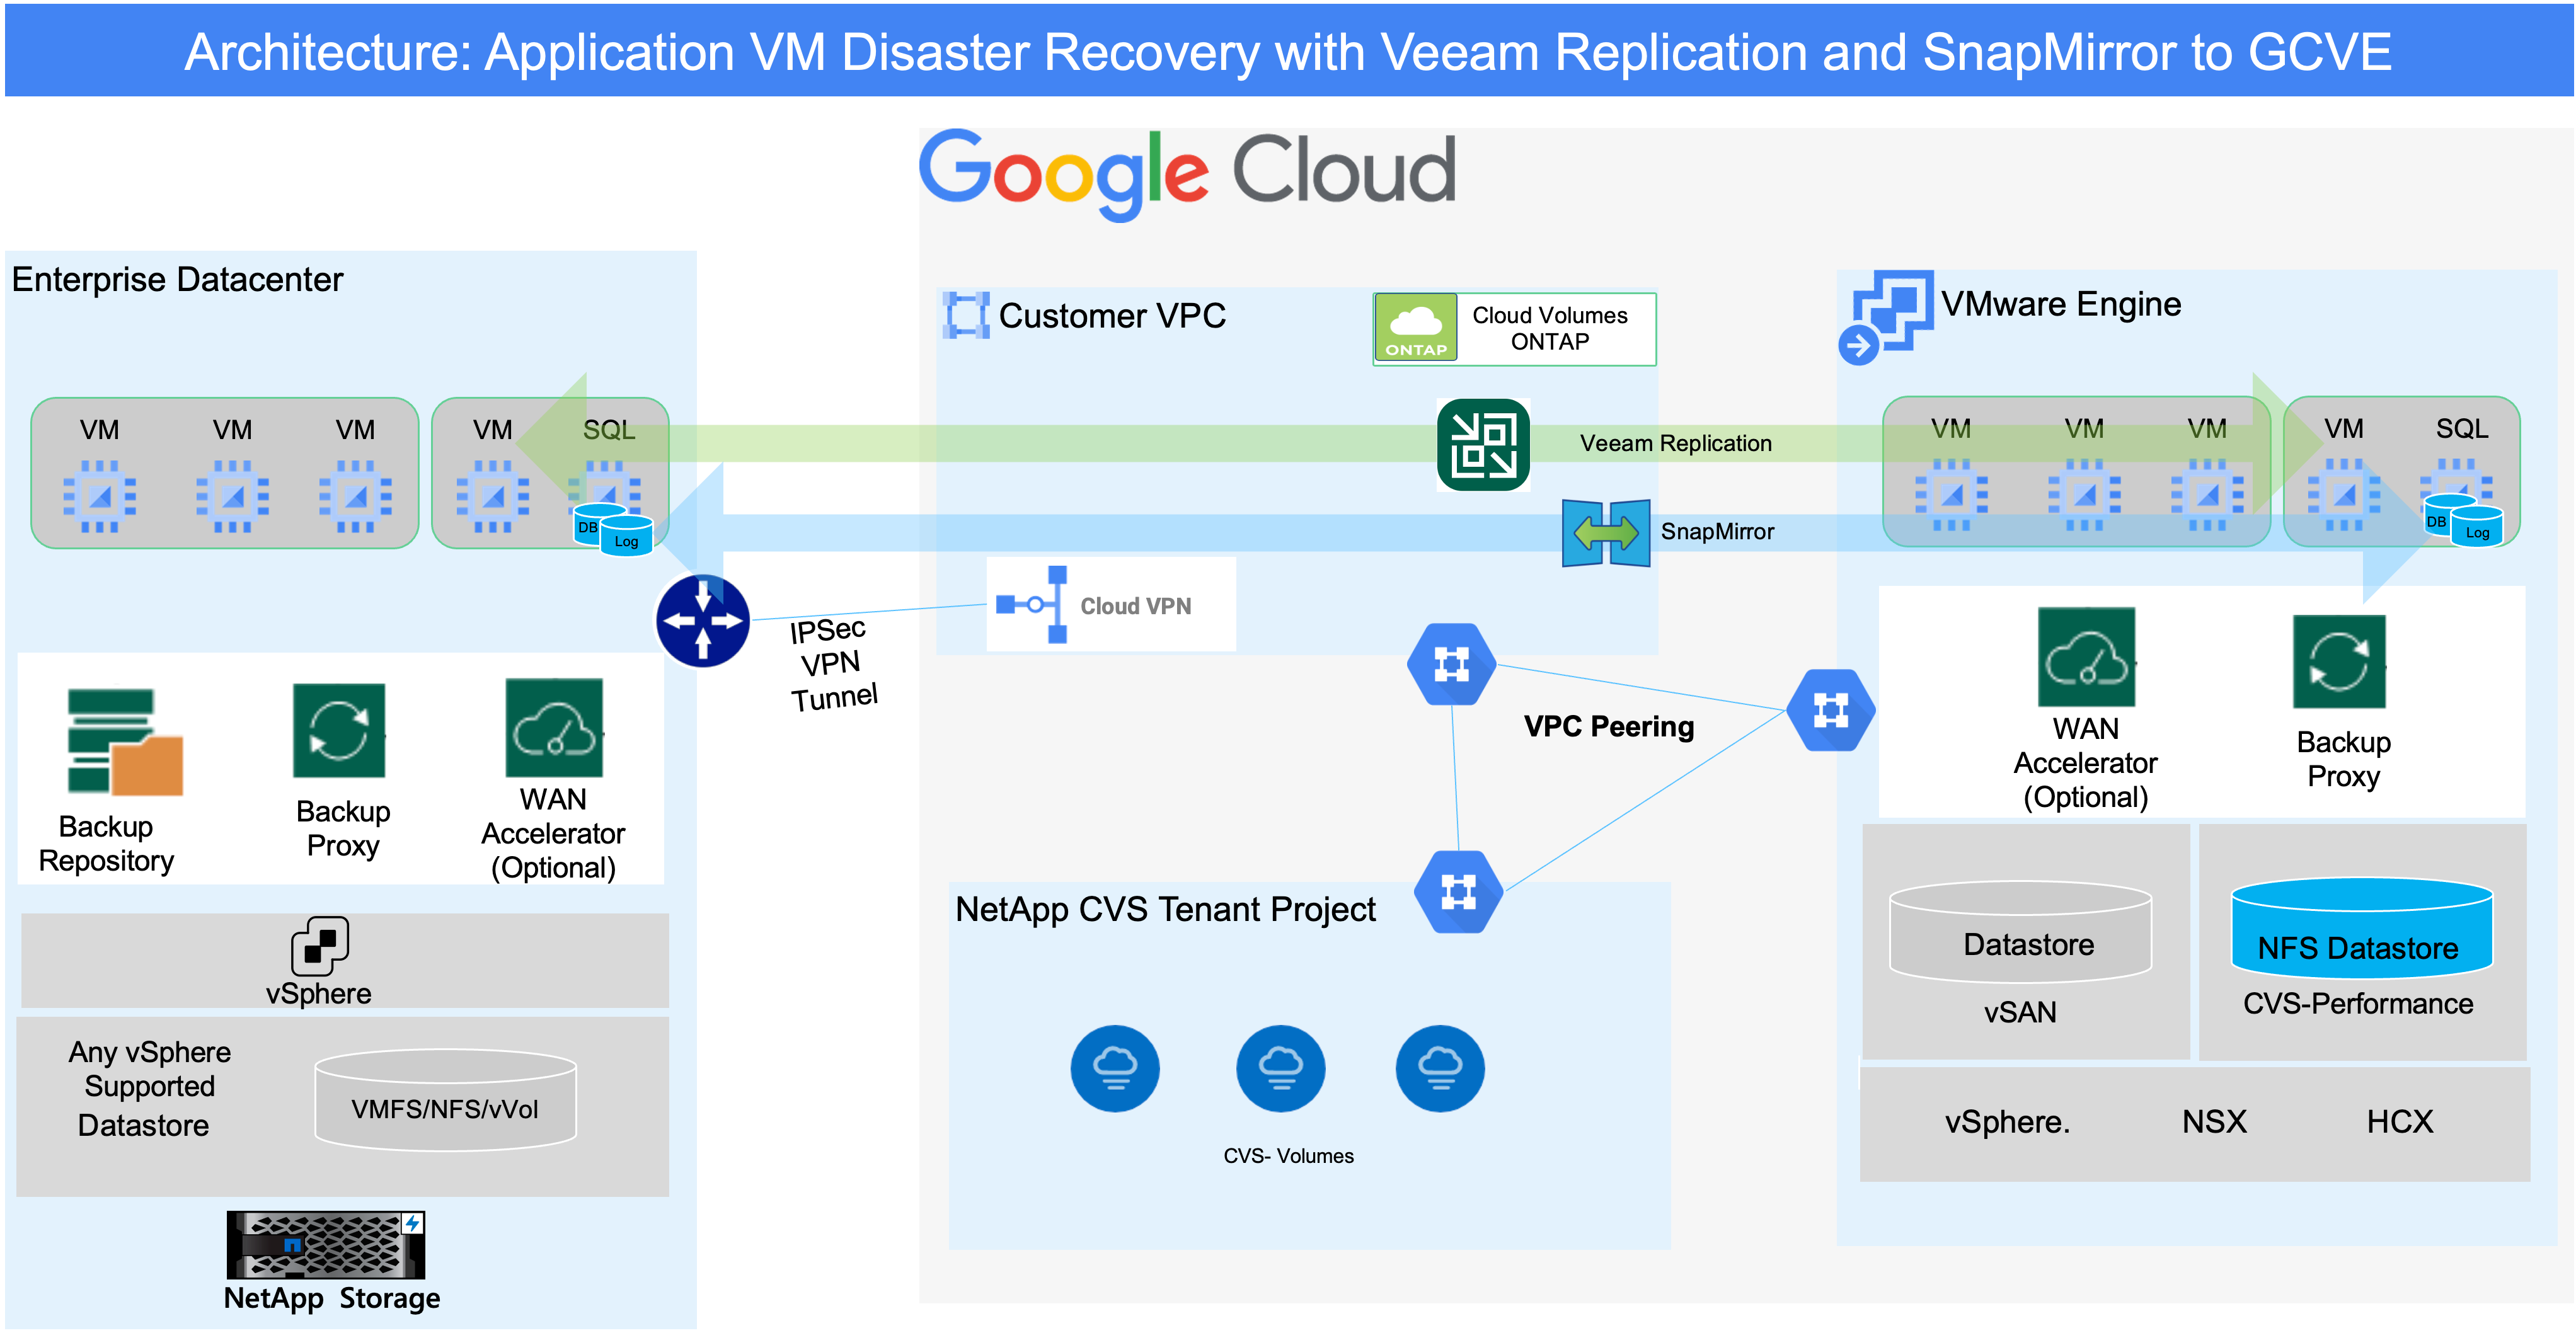 Architecture: Application VM Disaster Recovery with Veeam Replication and SnapMirror to GCVE
Google Cloud
Enterprise Datacenter
VM
VM
VM
VM
SQL
DB
Log
IPSec
VPN
Tunnel
Backup
Repository
Backup
Proxy
WAN
Accelerator
(Optional)
vSphere
Any vSphere
Supported
Datastore
VMFS/NFS/vVol
NetApp Storage
Customer VPC
ONTAP
Cloud Volumes
ONTAP
Veeam Replication
SnapMirror
Cloud VPN
VPC Peering
NetApp CVS Tenant Project
CVS- Volumes
VMware Engine
VM
VM
VM
VM
SQL
DB
Log
WAN
Accelerator
(Optional)
Backup
Proxy
Datastore
vSAN
NFS Datastore
CVS-Performance
vSphere.
NSX
HCX